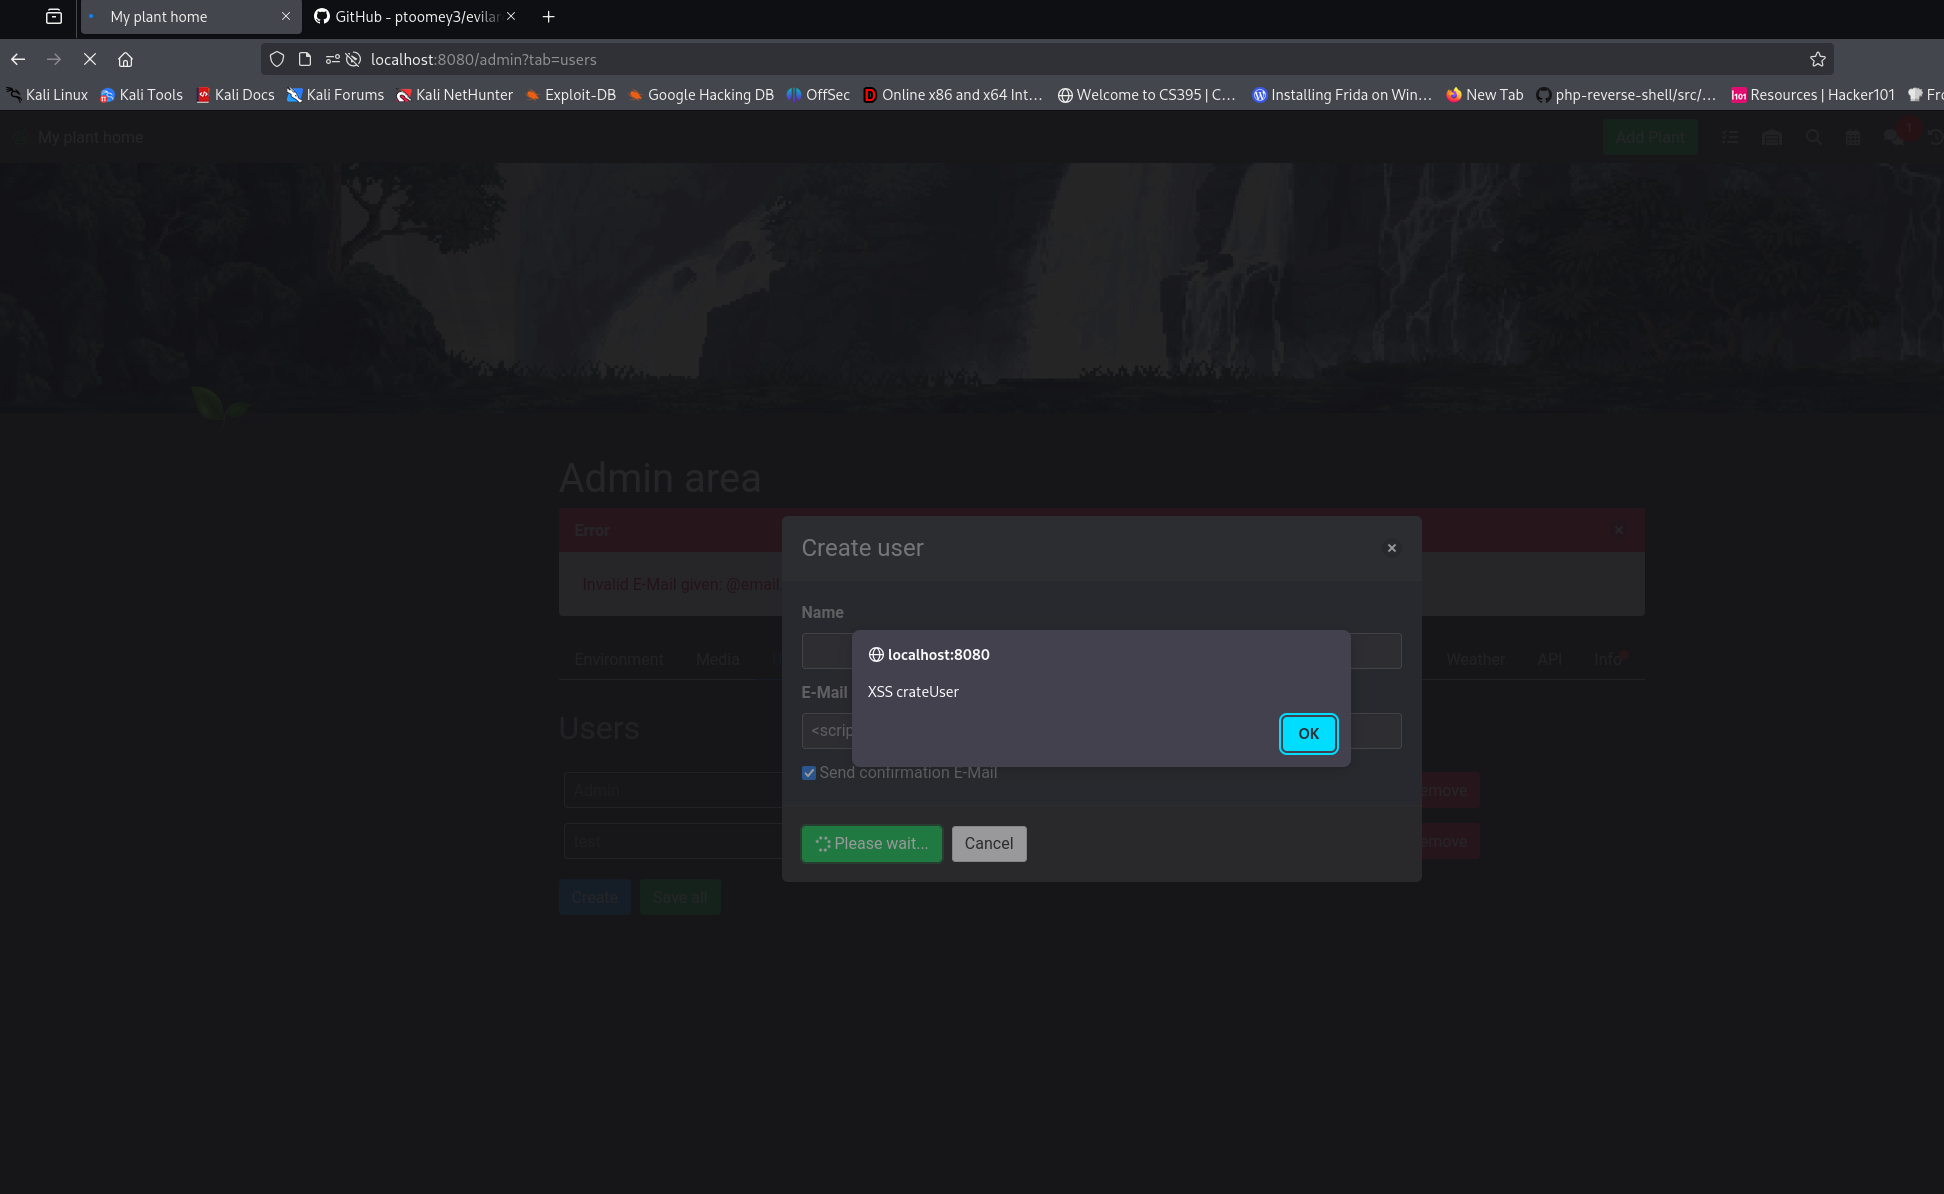 My plant home
GitHub - ptoomey3/evilar
localhost:8080/admin?tab=users
Kali Linux Kali Tools Kali Docs Kali Forums Kali NetHunter Exploit-DB Google Hacking DB OffSec Online x86 and x64 Int... Welcome to CS395 | C... Installing Frida on Win... New Tab php-reverse-shell/src/... Resources | Hacker101 Fro
My plant home
Add Plant
1
Admin area
Error
Invalid E-Mail given: @email
Create user
Name
localhost:8080
XSS crateUser
OK
E-Mail
<scrip
Send confirmation E-Mail
Please wait...
Cancel
Environment Media Weather API Info
Users
Admin
emove
test
emove
Create Save all